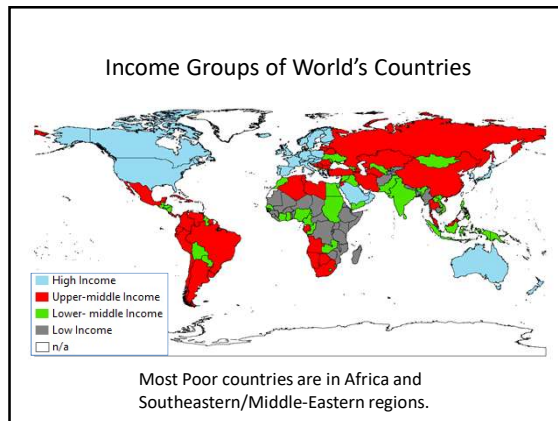 Income Groups of World’s Countries
High Income
Upper-middle Income
Lower- middle Income
Low Income
n/a
Most Poor countries are in Africa and
Southeastern/Middle-Eastern regions.